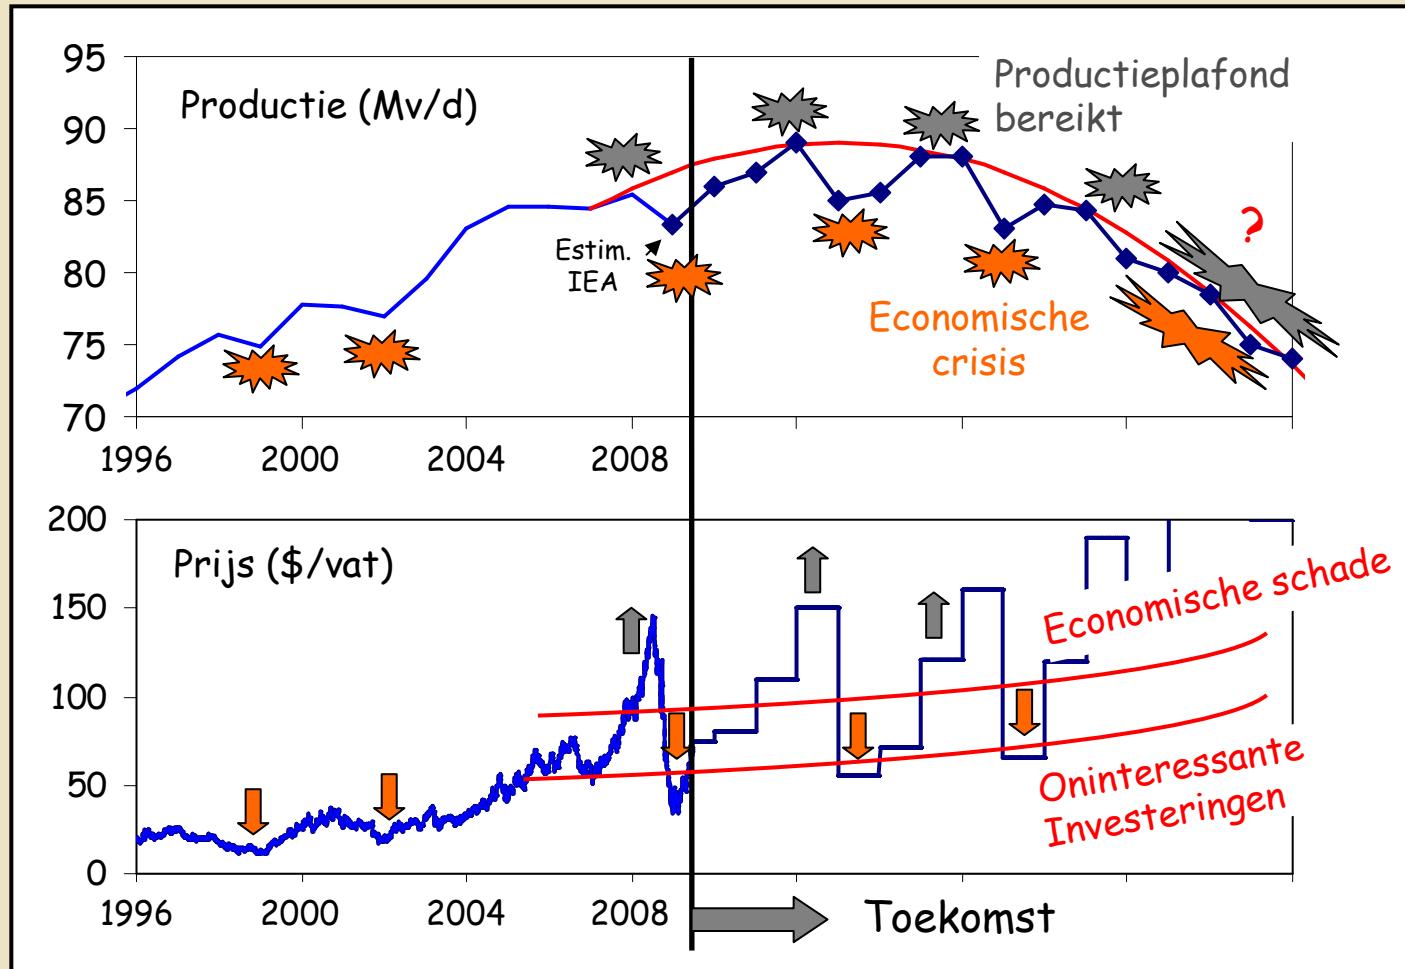 95
Productie (Mv/d)
Productieplafond
bereikt
90
85
?
Estim.
IEA
80
Economische
crisis
75
70
1996 2000 2004 2008
200
Prijs ($/vat)
Economische schade
150
100
Oninteressante
Investeringen
50
0
1996 2000 2004 2008
Toekomst